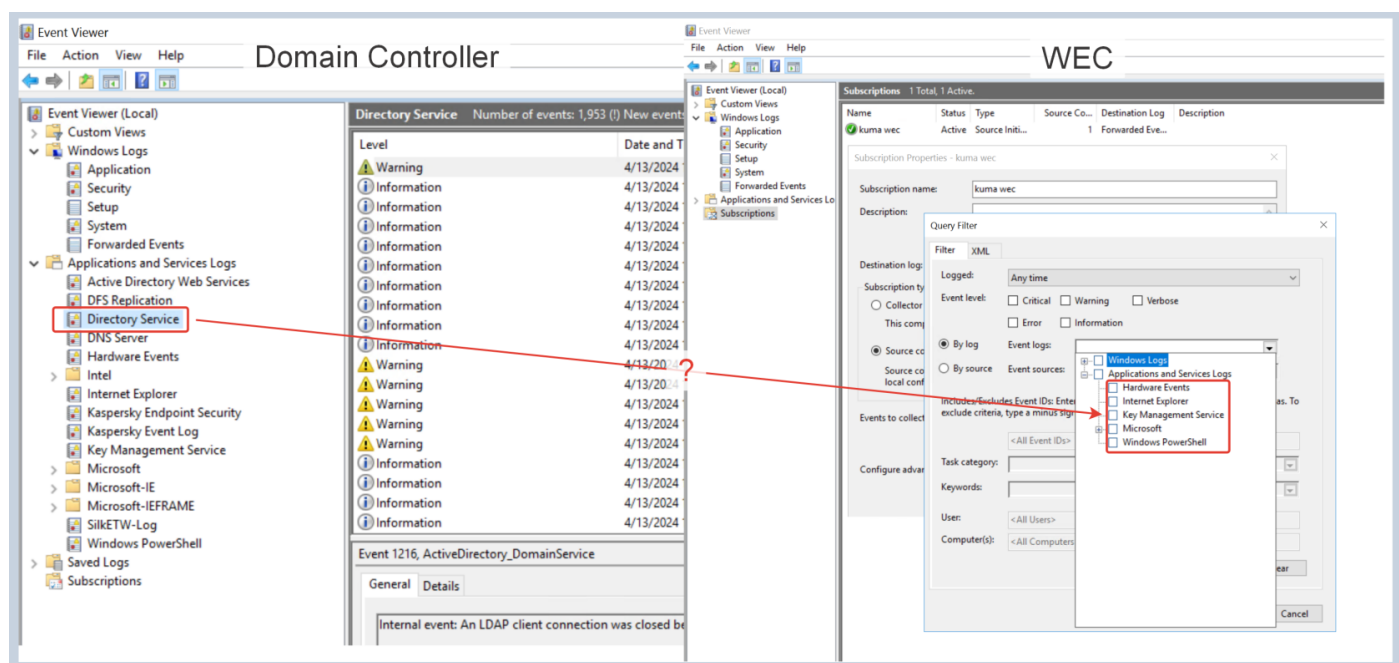 Event Viewer
File Action View Help
Domain Controller
Event Viewer (Local)
Custom Views
Windows Logs
Application
Security
Setup
System
Forwarded Events
Applications and Services Logs
Active Directory Web Services
DFS Replication
Directory Service
DNS Server
Hardware Events
Intel
Internet Explorer
Kaspersky Endpoint Security
Kaspersky Event Log
Key Management Service
Microsoft
Microsoft-IE
Microsoft-IEFRAME
SilkETW-Log
Windows PowerShell
Saved Logs
Subscriptions
Directory Service Number of events: 1,953 (!) New events
Level Date and T
Warning 4/13/2024
Information 4/13/2024
Information 4/13/2024
Information 4/13/2024
Information 4/13/2024
Information 4/13/2024
Information 4/13/2024
Information 4/13/2024
Information 4/13/2024
Information 4/13/2024
Warning 4/13/2024
Warning 4/13/2024
Warning 4/13/2024
Warning 4/13/2024
Warning 4/13/2024
Information 4/13/2024
Information 4/13/2024
Information 4/13/2024
Information 4/13/2024
Event 1216, ActiveDirectory_DomainService
General Details
Internal event: An LDAP client connection was closed be
?
Event Viewer
File Action View Help
WEC
Event Viewer (Local)
Custom Views
Windows Logs
Application
Security
Setup
System
Forwarded Events
Applications and Services Lo
Subscriptions
Subscriptions 1 Total, 1 Active.
Name Status Type Source Co... Destination Log Description
kuma wec Active Source Initi... 1 Forwarded Eve...
Subscription Properties - kuma wec
Subscription name: kuma wec
Description:
Destination log:
Subscription ty
Collector
This comp
Source co
Source co
local conf
Events to collect
Configure advan
Query Filter
Filter XML
Logged: Any time
Event level: Critical Warning Verbose
Error Information
By log Event logs:
By source Event sources:
Windows Logs
Applications and Services Logs
Hardware Events
Internet Explorer
Key Management Service
Microsoft
Windows PowerShell
Includes/Excludes Event IDs: Enter as. To
exclude criteria, type a minus sign
<All Event IDs>
Task category:
Keywords:
User: <All Users>
Computer(s): <All Computers
ear
Cancel